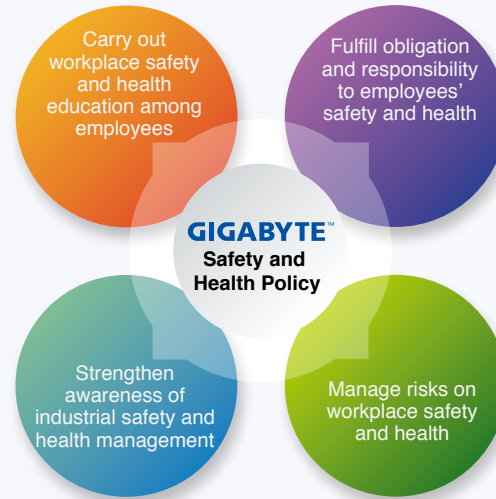 Carry out
workplace safety
and health
education among
employees
Fulfill obligation
and responsibility
to employees'
safety and health
GIGABYTE™
Safety and
Health Policy
Strengthen
awareness of
industrial safety and
health management
Manage risks on
workplace safety
and health